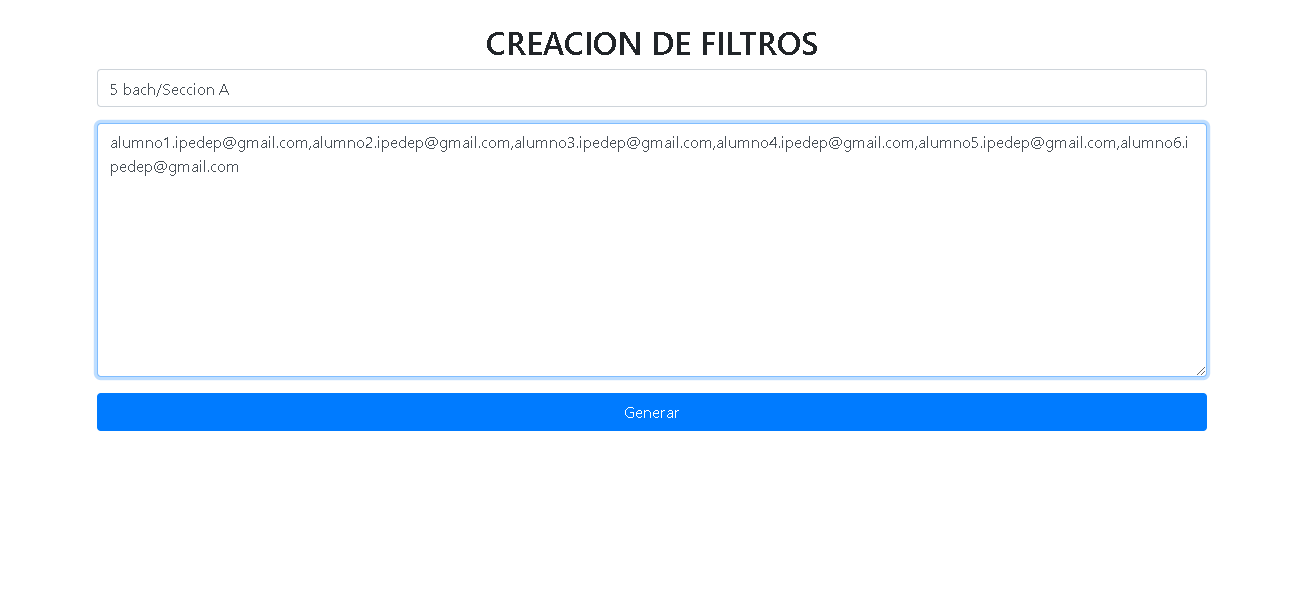 CREACION DE FILTROS
5 bach/Seccion A
alumno1.ipedep@gmail.com,alumno2.ipedep@gmail.com,alumno3.ipedep@gmail.com,alumno4.ipedep@gmail.com,alumno5.ipedep@gmail.com,alumno6.i
pedep@gmail.com
Generar